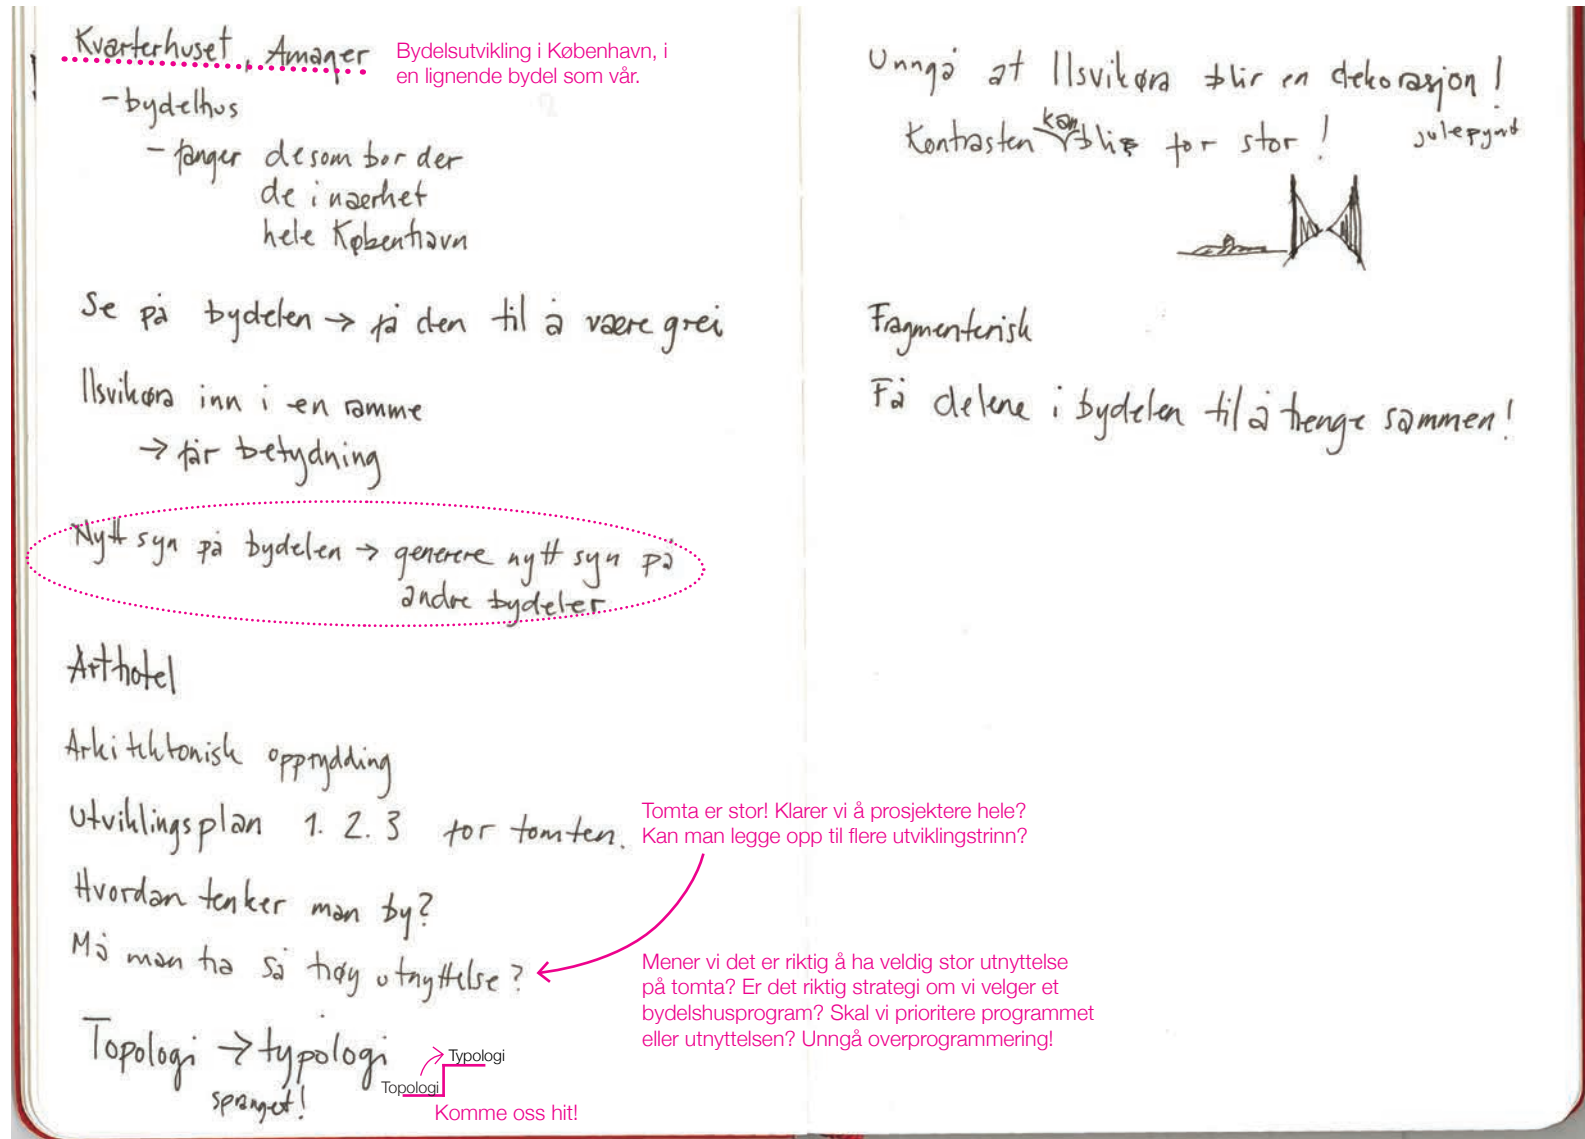 Kvarterhuset, Amager
Bydelsutvikling i København, i
en lignende bydel som vår.
- bydelhus
- fanger de som bor der
de i nærhet
hele København
Se på bydelen → få den til å være grei
Ilsvikøra inn i en ramme
→ får betydning
Nytt syn på bydelen → generere nytt syn på
andre bydeler
Art hotel
Arkitektonisk opprydding
Utviklingsplan 1. 2. 3 for tomten.
Tomta er stor! Klarer vi å prosjektere hele?
Kan man legge opp til flere utviklingstrinn?
Hvordan tenker man by?
Må man ha så høy utnyttelse?
Mener vi det er riktig å ha veldig stor utnyttelse
på tomta? Er det riktig strategi om vi velger et
bydelshusprogram? Skal vi prioritere programmet
eller utnyttelsen? Unngå overprogrammering!
Topologi → typologi
spranget!
Typologi
Topologi
Komme oss hit!
Unngå at Ilsvikøra blir en dekorasjon!
julepynt
Kontrasten kan bli for stor!
Fragmenterisk
Få delene i bydelen til å henge sammen!